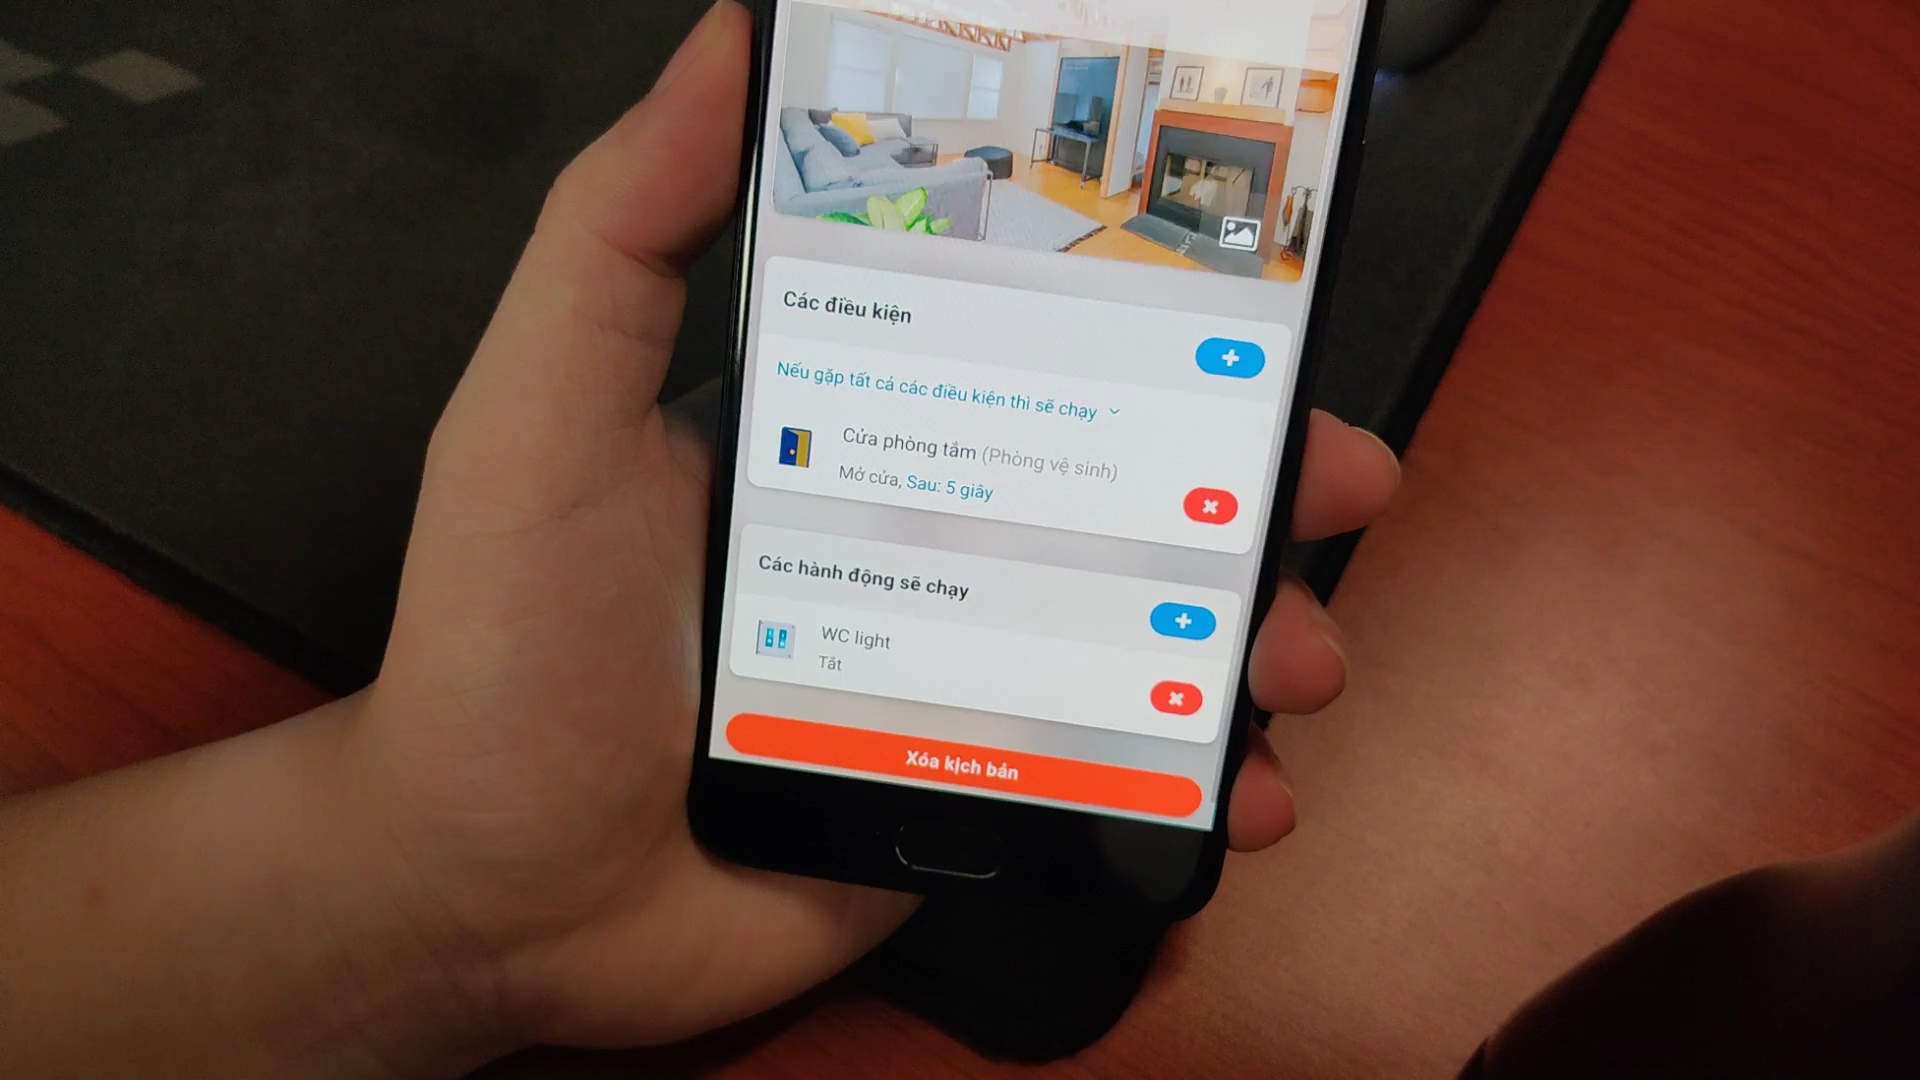 Các điều kiện
Nếu gặp tất cả các điều kiện thì sẽ chạy
Cửa phòng tắm (Phòng vệ sinh)
Mở cửa, Sau: 5 giây
Các hành động sẽ chạy
WC light
Tắt
Xóa kịch bản